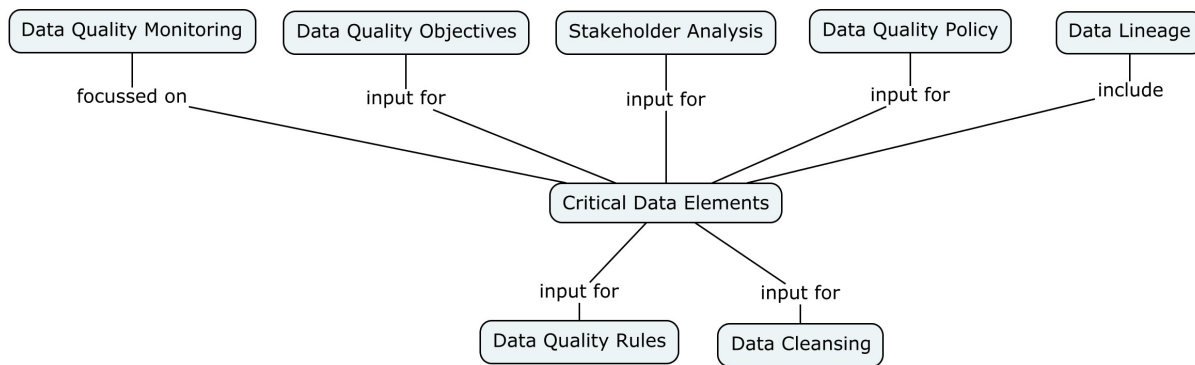 Data Quality Monitoring
Data Quality Objectives
Stakeholder Analysis
Data Quality Policy
Data Lineage
focussed on
input for
input for
input for
include
Critical Data Elements
input for
input for
Data Quality Rules
Data Cleansing